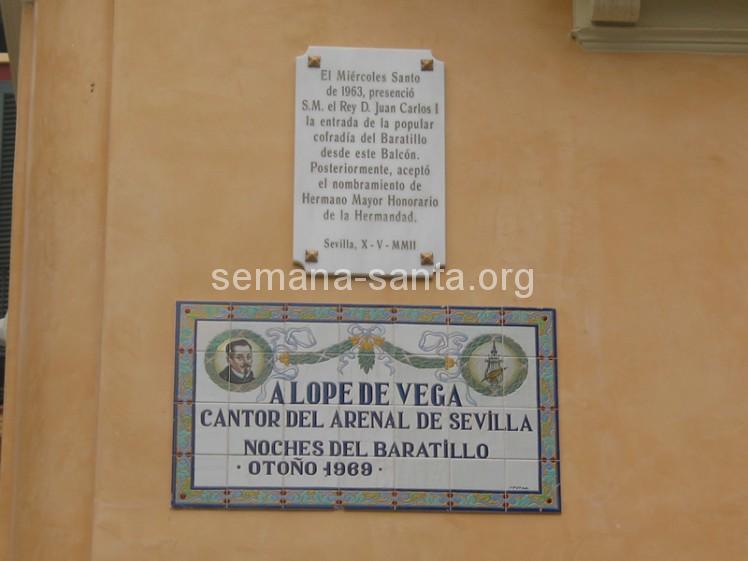 El Miércoles Santo
de 1963, presenció
S.M. el Rey D. Juan Carlos I
la entrada de la popular
cofradía del Baratillo
desde este Balcón.
Posteriormente, aceptó
el nombramiento de
Hermano Mayor Honorario
de la Hermandad.
Sevilla, X - V - MMII
semana-santa.org
A LOPE DE VEGA
CANTOR DEL ARENAL DE SEVILLA
NOCHES DEL BARATILLO
· OTOÑO 1969 ·